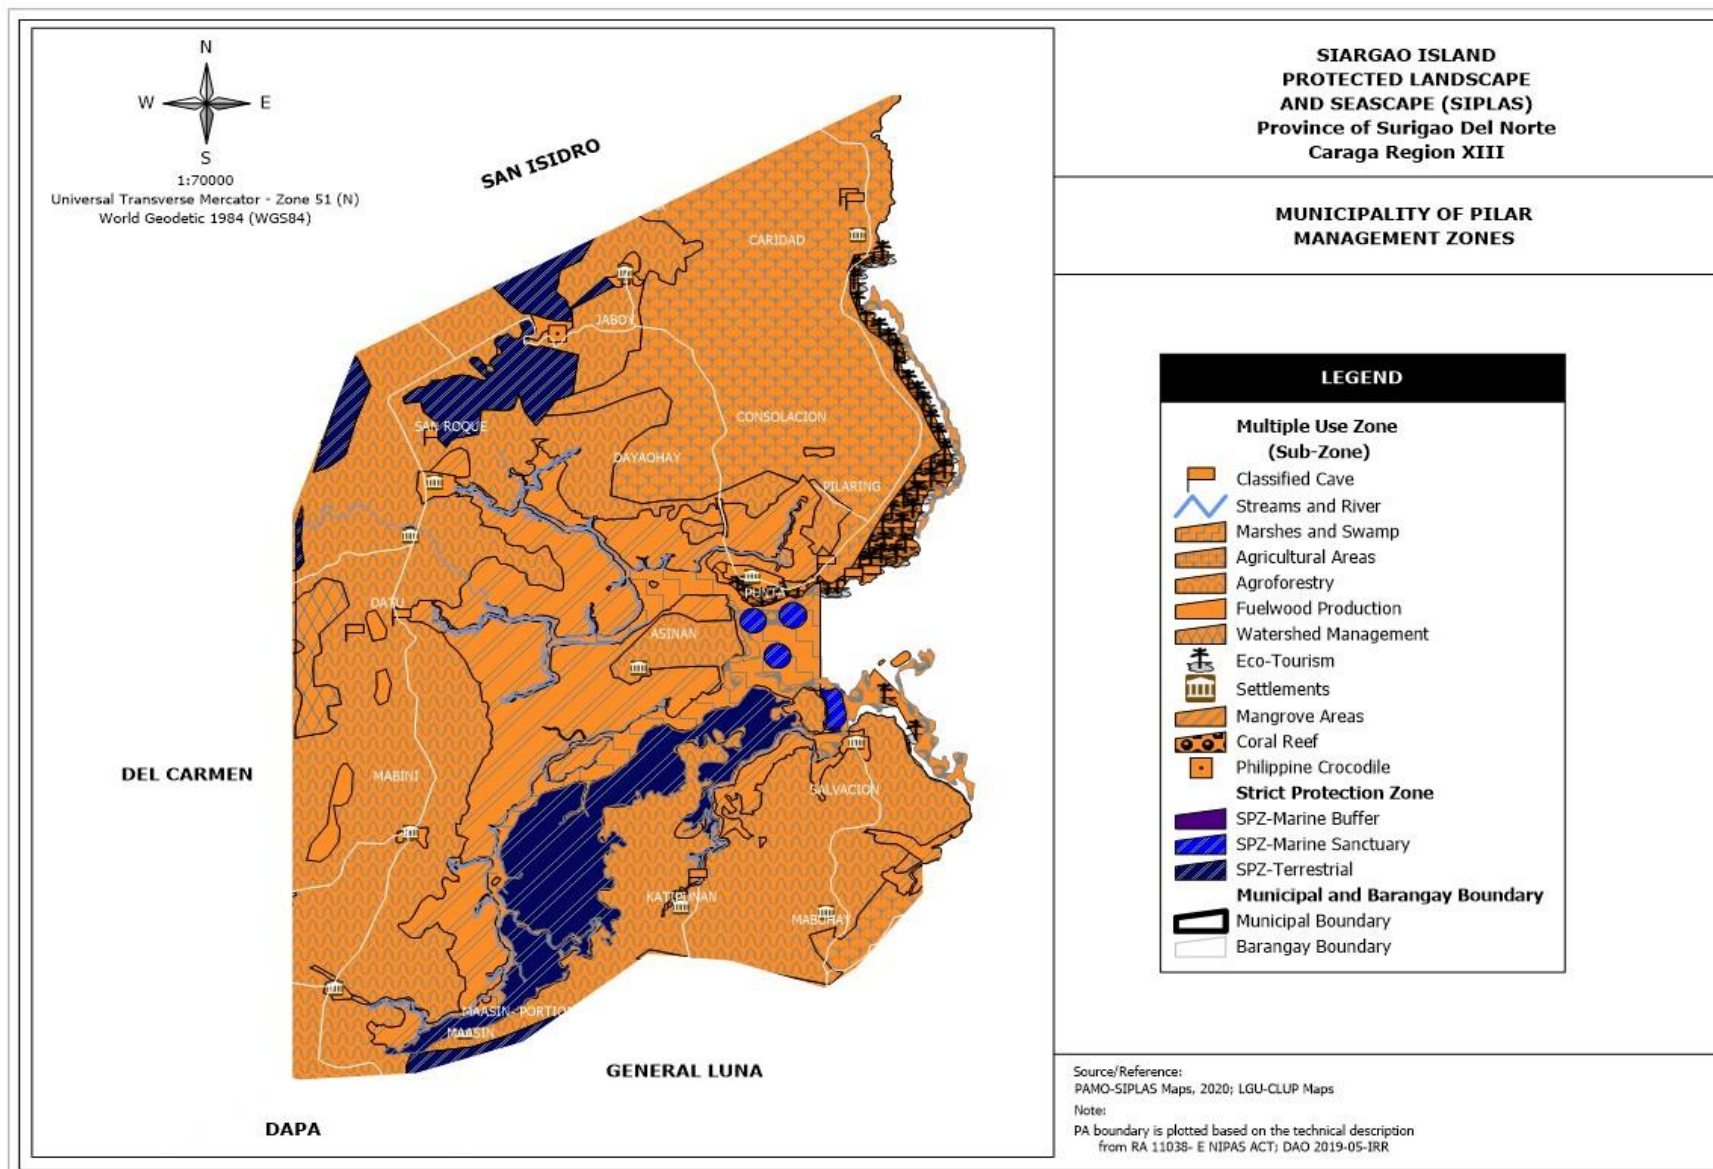 N
W
E
S
1:70000
Universal Transverse Mercator - Zone 51 (N)
World Geodetic 1984 (WGS84)
SAN ISIDRO
CARIDAD
JABOY
CONSOLACION
SAN ROQUE
DAYAOHAY
PILARING
DATU
PUNTA
ASINAN
DEL CARMEN
MABINI
SALVACION
KATIPUNAN
MABUHAY
MAASIN- PORTION
MAASIN
GENERAL LUNA
DAPA
SIARGAO ISLAND
PROTECTED LANDSCAPE
AND SEASCAPE (SIPLAS)
Province of Surigao Del Norte
Caraga Region XIII
MUNICIPALITY OF PILAR
MANAGEMENT ZONES
LEGEND
Multiple Use Zone
(Sub-Zone)
Classified Cave
Streams and River
Marshes and Swamp
Agricultural Areas
Agroforestry
Fuelwood Production
Watershed Management
Eco-Tourism
Settlements
Mangrove Areas
Coral Reef
Philippine Crocodile
Strict Protection Zone
SPZ-Marine Buffer
SPZ-Marine Sanctuary
SPZ-Terrestrial
Municipal and Barangay Boundary
Municipal Boundary
Barangay Boundary
Source/Reference:
PAMO-SIPLAS Maps, 2020; LGU-CLUP Maps
Note:
PA boundary is plotted based on the technical description
from RA 11038- E NIPAS ACT; DAO 2019-05-IRR